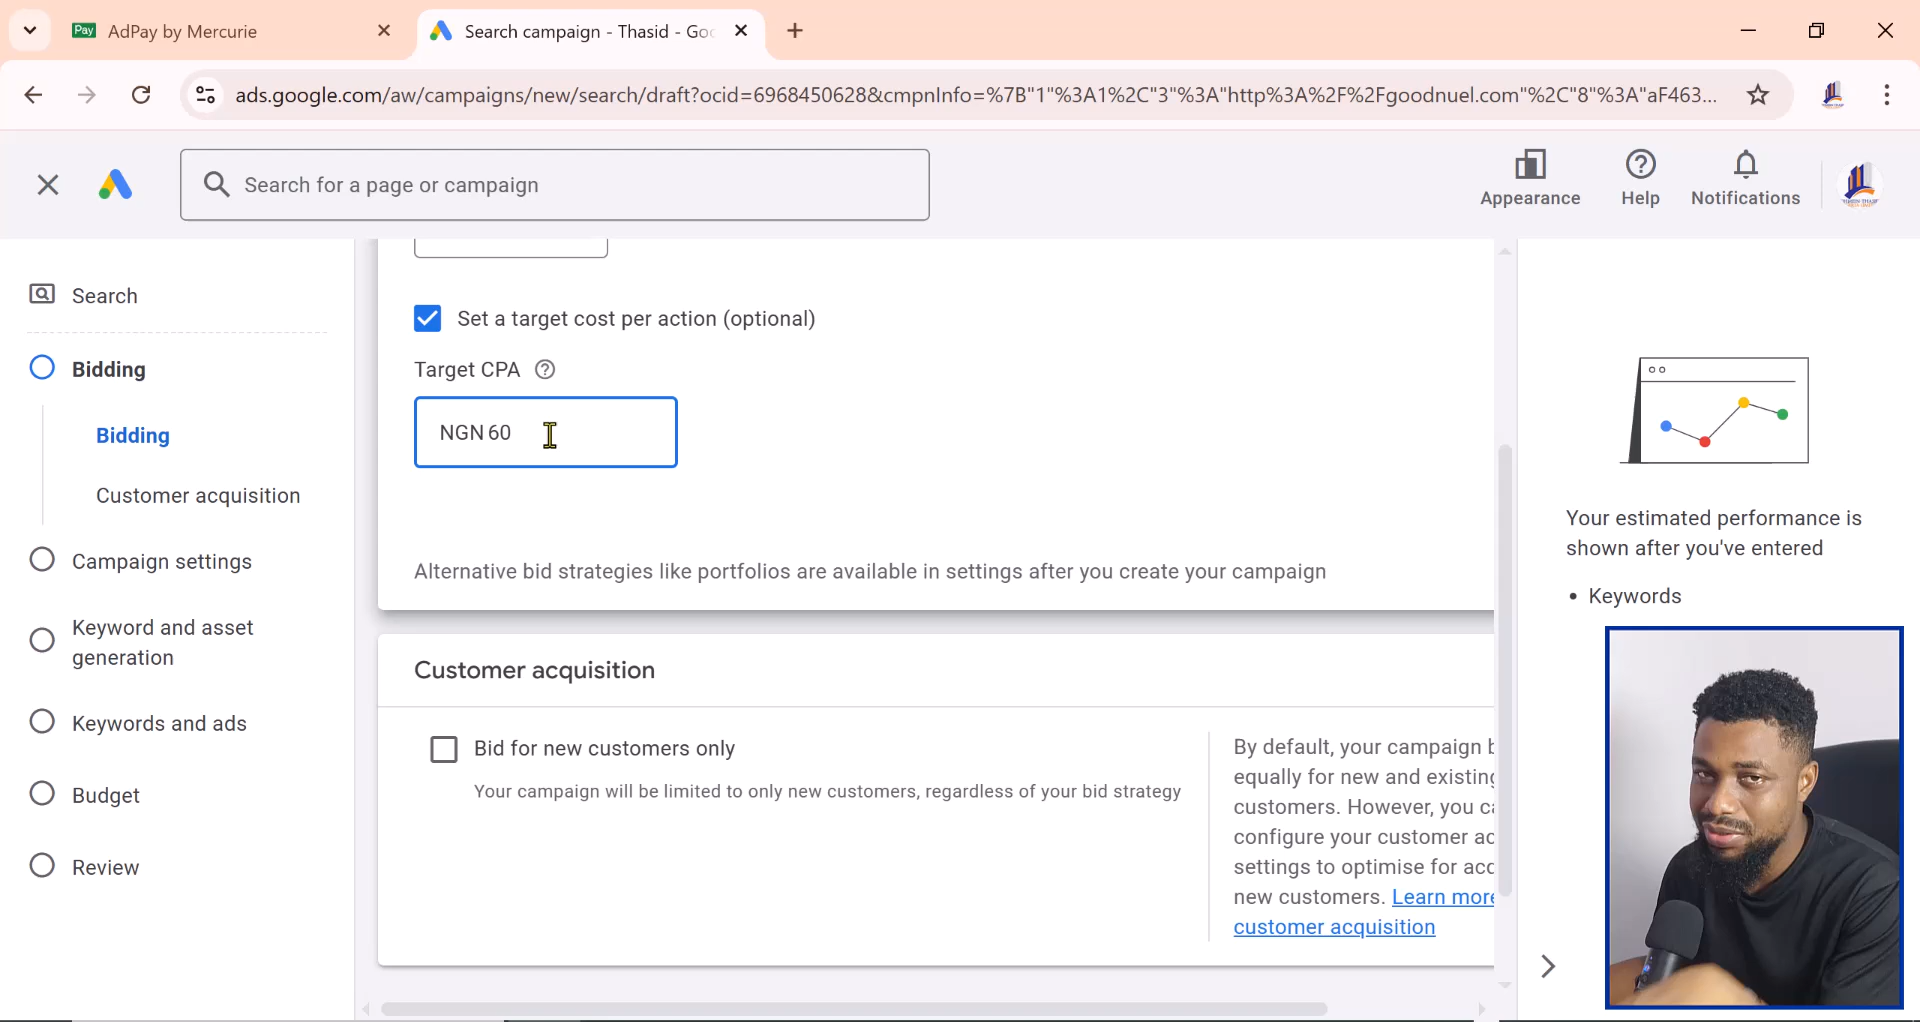 Pay AdPay by Mercurie
Search campaign - Thasid - Goo
ads.google.com/aw/campaigns/new/search/draft?ocid=6968450628&cmpnInfo=%7B"1"%3A1%2C"3"%3A"http%3A%2F%2Fgoodnuel.com"%2C"8"%3A"aF463...
Search for a page or campaign
Appearance
Help
Notifications
Search
Bidding
Bidding
Customer acquisition
Campaign settings
Keyword and asset
generation
Keywords and ads
Budget
Review
Set a target cost per action (optional)
Target CPA
NGN 60
Alternative bid strategies like portfolios are available in settings after you create your campaign
Customer acquisition
Bid for new customers only
Your campaign will be limited to only new customers, regardless of your bid strategy
By default, your campaign b
equally for new and existing
customers. However, you ca
configure your customer ac
settings to optimise for acq
new customers. Learn more
customer acquisition
Your estimated performance is
shown after you've entered
• Keywords